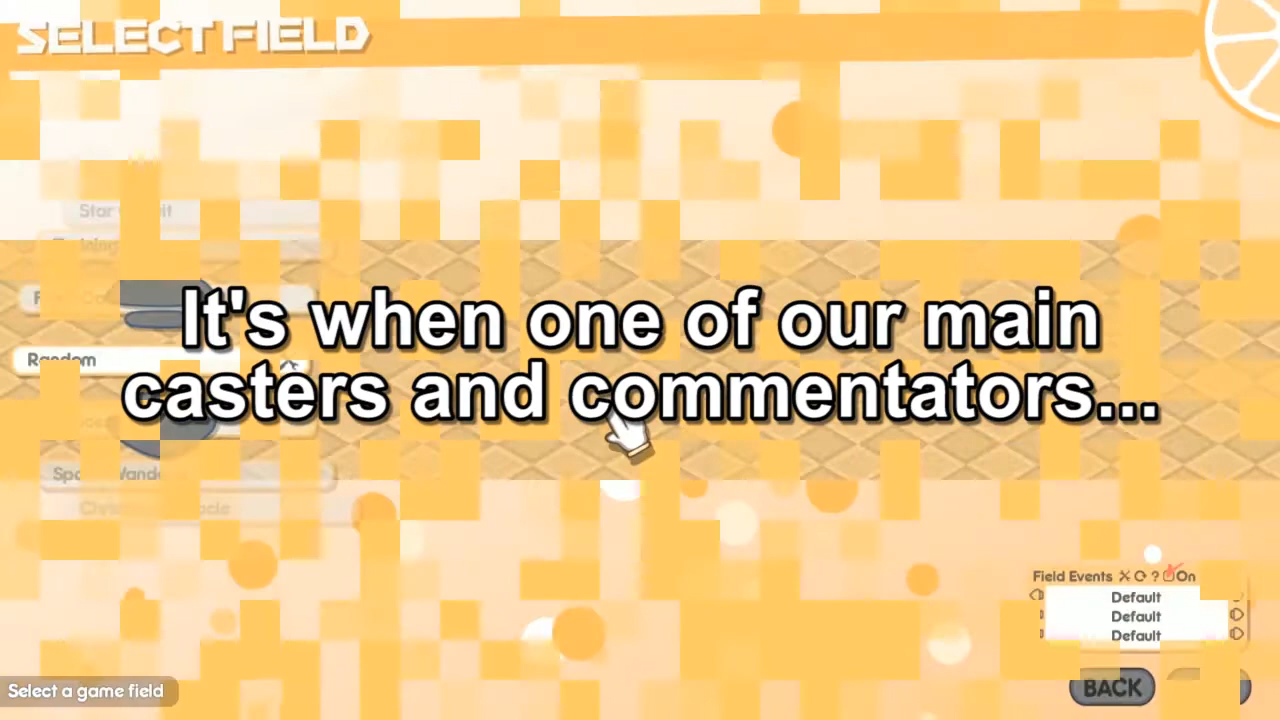 SELECT FIELD
It's when one of our main
Random
casters and commentators...
Field Events On
Default
Default
Default
BACK
Select a game field